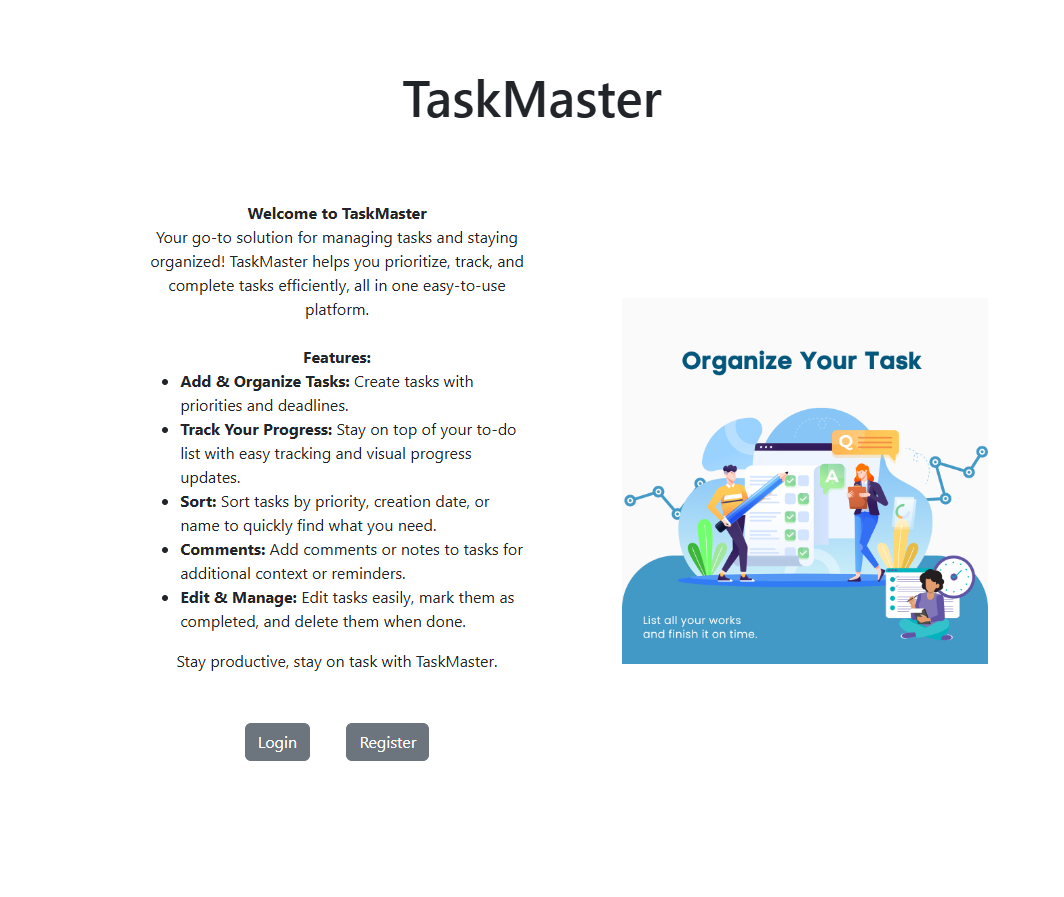 TaskMaster
Welcome to TaskMaster
Your go-to solution for managing tasks and staying
organized! TaskMaster helps you prioritize, track, and
complete tasks efficiently, all in one easy-to-use
platform.
Features:
• Add & Organize Tasks: Create tasks with
priorities and deadlines.
• Track Your Progress: Stay on top of your to-do
list with easy tracking and visual progress
updates.
• Sort: Sort tasks by priority, creation date, or
name to quickly find what you need.
• Comments: Add comments or notes to tasks for
additional context or reminders.
• Edit & Manage: Edit tasks easily, mark them as
completed, and delete them when done.
Stay productive, stay on task with TaskMaster.
Login Register
Organize Your Task
Q
A
List all your works
and finish it on time.